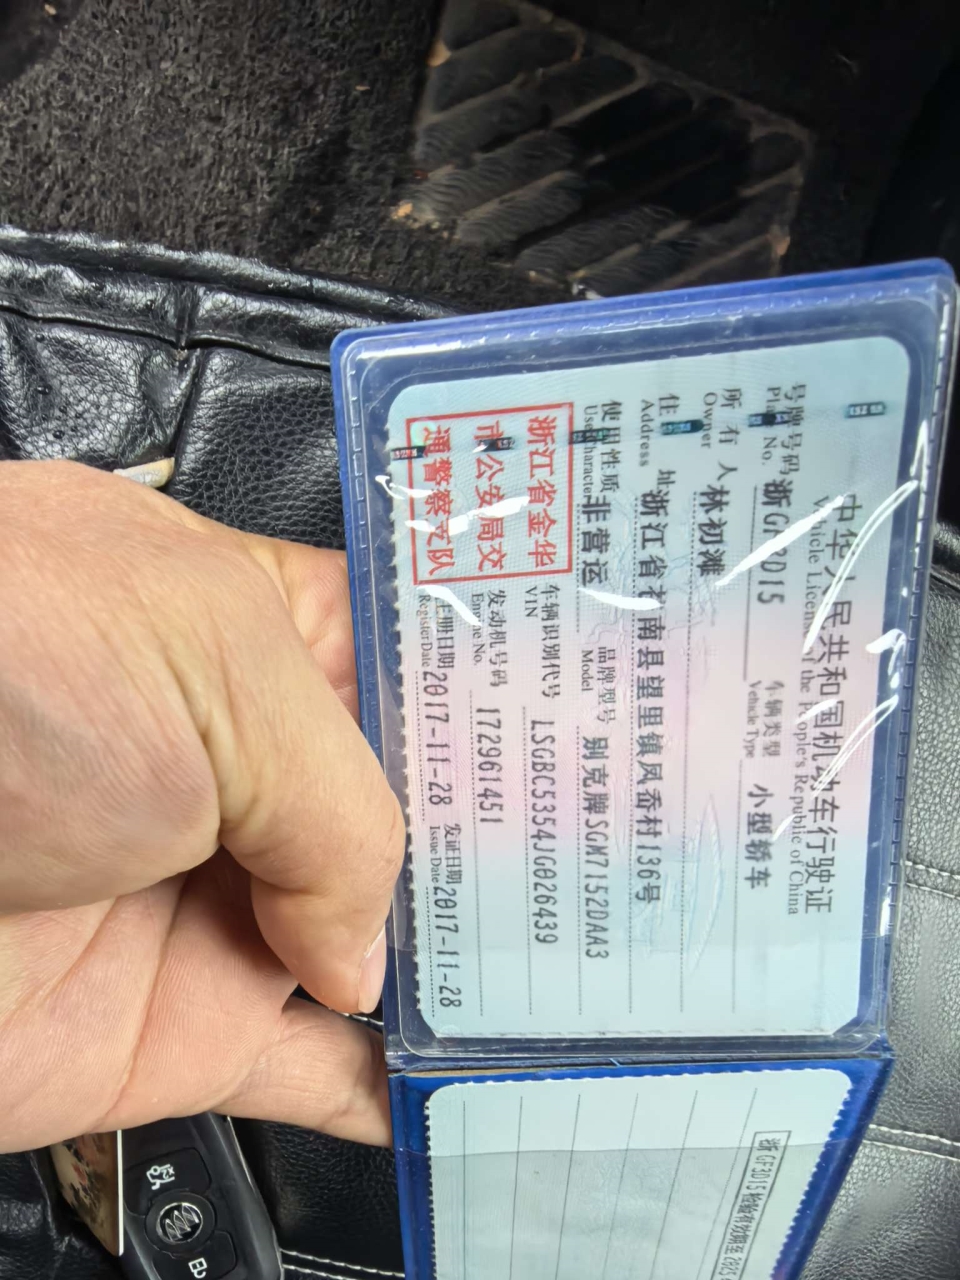 中华人民共和国机动车行驶证
Vehicle License of the People's Republic of China
号牌号码 浙GF3D15 车辆类型 小型轿车
Plate No. Vehicle Type
所有人 林初滩
Owner
住址 浙江省苍南县望里镇凤岙村136号
Address
使用性质 非营运 品牌型号 别克牌SGM7152DAA3
Use Character Model
浙江省金华
市公安局交
通警察支队
车辆识别代号 LSGBC5354JG026439
VIN
发动机号码 172961451
Engine No.
注册日期 2017-11-28 发证日期 2017-11-28
Register Date Issue Date
浙GF3D15检验有效期至